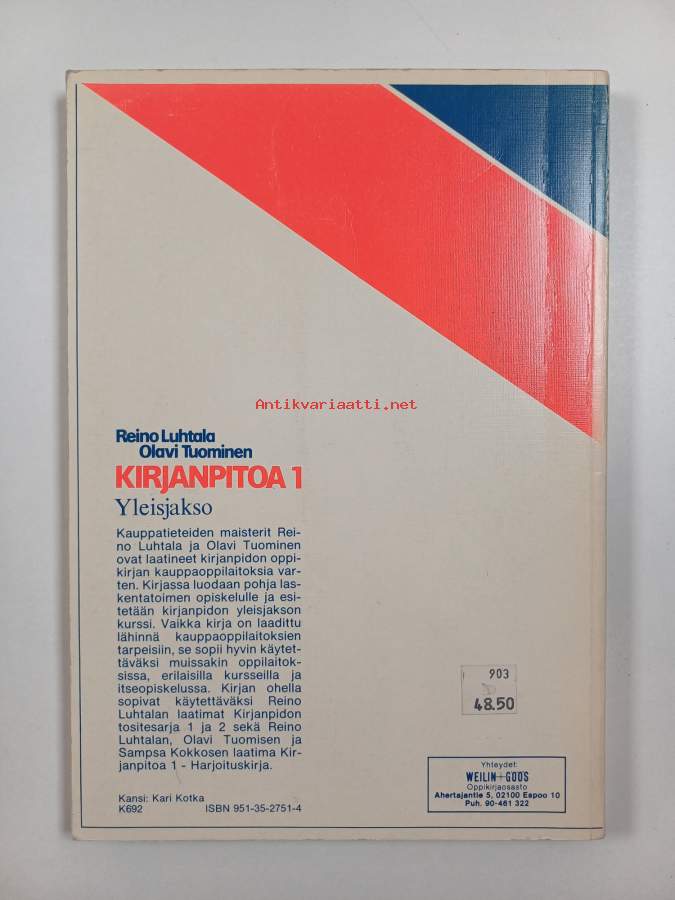 Antikvariaatti.net
Reino Luhtala
Olavi Tuominen
KIRJANPITOA 1
Yleisjakso
Kauppatieteiden maisterit Rei-
no Luhtala ja Olavi Tuominen
ovat laatineet kirjanpidon oppi-
kirjan kauppaoppilaitoksia var-
ten. Kirjassa luodaan pohja las-
kentatoimen opiskelulle ja esi-
tetään kirjanpidon yleisjakson
kurssi. Vaikka kirja on laadittu
lähinnä kauppaoppilaitoksien
tarpeisiin, se sopii hyvin käytet-
täväksi muissakin oppilaitok-
sissa, erilaisilla kursseilla ja
itseopiskelussa. Kirjan ohella
sopivat käytettäväksi Reino
Luhtalan laatimat Kirjanpidon
tositesarja 1 ja 2 sekä Reino
Luhtalan, Olavi Tuomisen ja
Sampsa Kokkosen laatima Kir-
janpitoa 1 - Harjoituskirja.
Kansi: Kari Kotka
K692 ISBN 951-35-2751-4
903
48.50
Yhteydet:
WEILIN+GÖÖS
Oppikirjaosasto
Ahertajantie 5, 02100 Espoo 10
Puh. 90-461 322